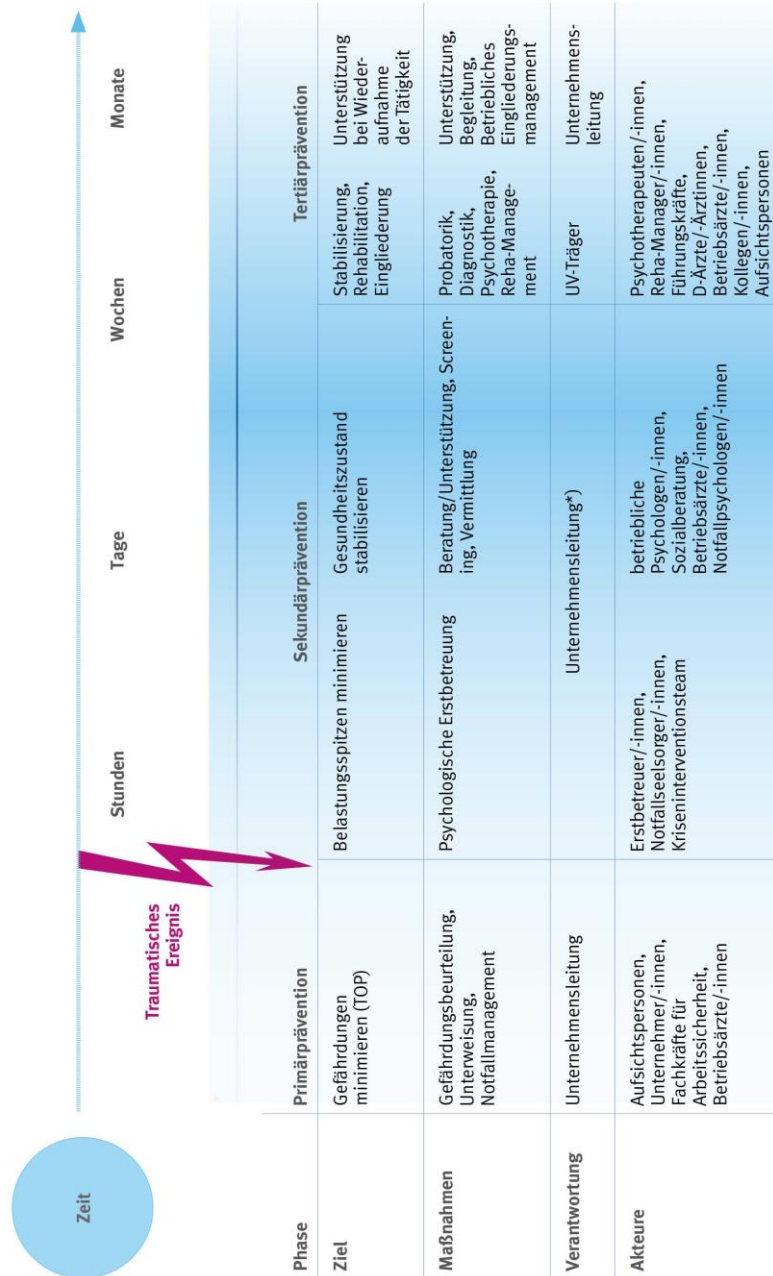 Zeit
Stunden
Tage
Wochen
Monate
Traumatisches
Ereignis
Phase
Primärprävention
Sekundärprävention
Tertiärprävention
Ziel
Gefährdungen
minimieren (TOP)
Belastungsspitzen minimieren
Gesundheitszustand
stabilisieren
Stabilisierung,
Rehabilitation,
Eingliederung
Unterstützung
bei Wieder-
aufnahme
der Tätigkeit
Maßnahmen
Gefährdungsbeurteilung,
Unterweisung,
Notfallmanagement
Psychologische Erstbetreuung
Beratung/Unterstützung, Screen-
ing, Vermittlung
Probatorik,
Diagnostik,
Psychotherapie,
Reha-Manage-
ment
Unterstützung,
Begleitung,
Betriebliches
Eingliederungs-
management
Verantwortung
Unternehmensleitung
Unternehmensleitung*)
UV-Träger
Unternehmens-
leitung
Akteure
Aufsichtspersonen,
Unternehmer/-innen,
Fachkräfte für
Arbeitssicherheit,
Betriebsärzte/-innen
Erstbetreuer/-innen,
Notfallseelsorger/-innen,
Kriseninterventionsteam
betriebliche
Psychologen/-innen,
Sozialberatung,
Betriebsärzte/-innen,
Notfallpsychologen/-innen
Psychotherapeuten/-innen,
Reha-Manager/-innen,
Führungskräfte,
D-Ärzte/-Ärztinnen,
Betriebsärzte/-innen,
Kollegen/-innen,
Aufsichtspersonen